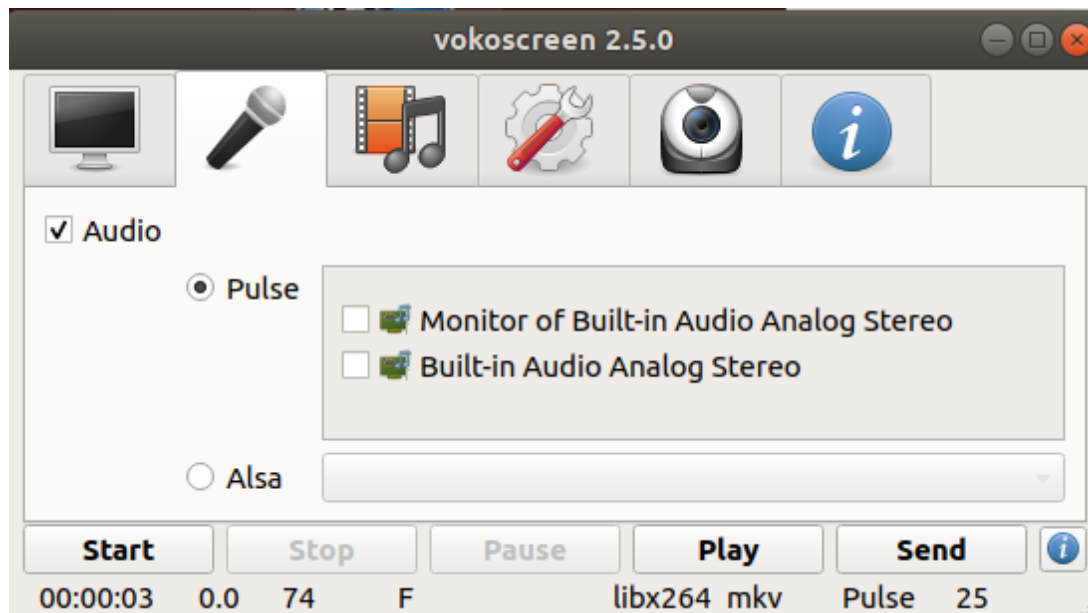 vokoscreen 2.5.0
Audio
Pulse
Monitor of Built-in Audio Analog Stereo
Built-in Audio Analog Stereo
Alsa
Start Stop Pause Play Send
00:00:03 0.0 74 F libx264 mkv Pulse 25